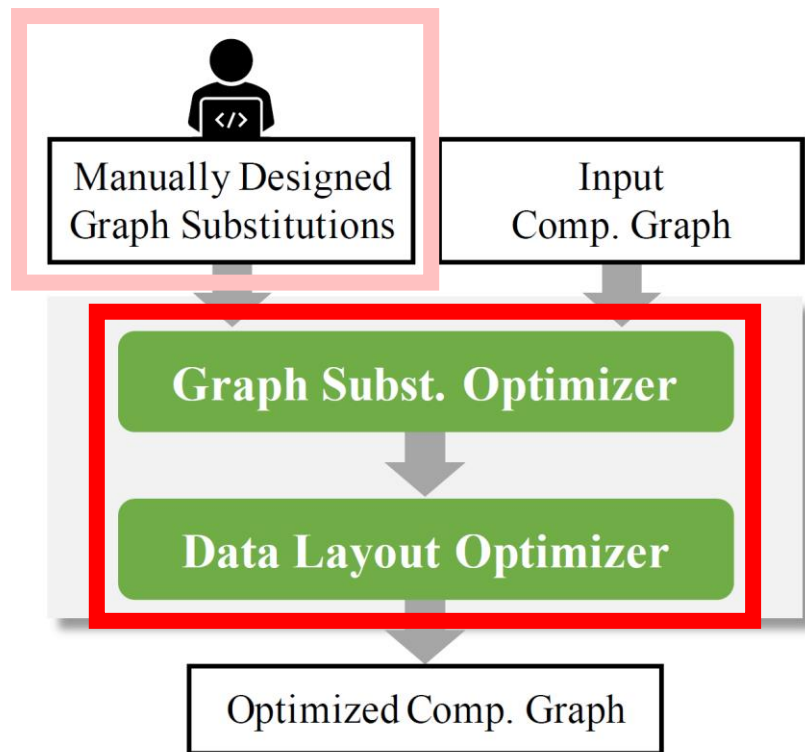 </>
Manually Designed
Graph Substitutions
Input
Comp. Graph
Graph Subst. Optimizer
Data Layout Optimizer
Optimized Comp. Graph